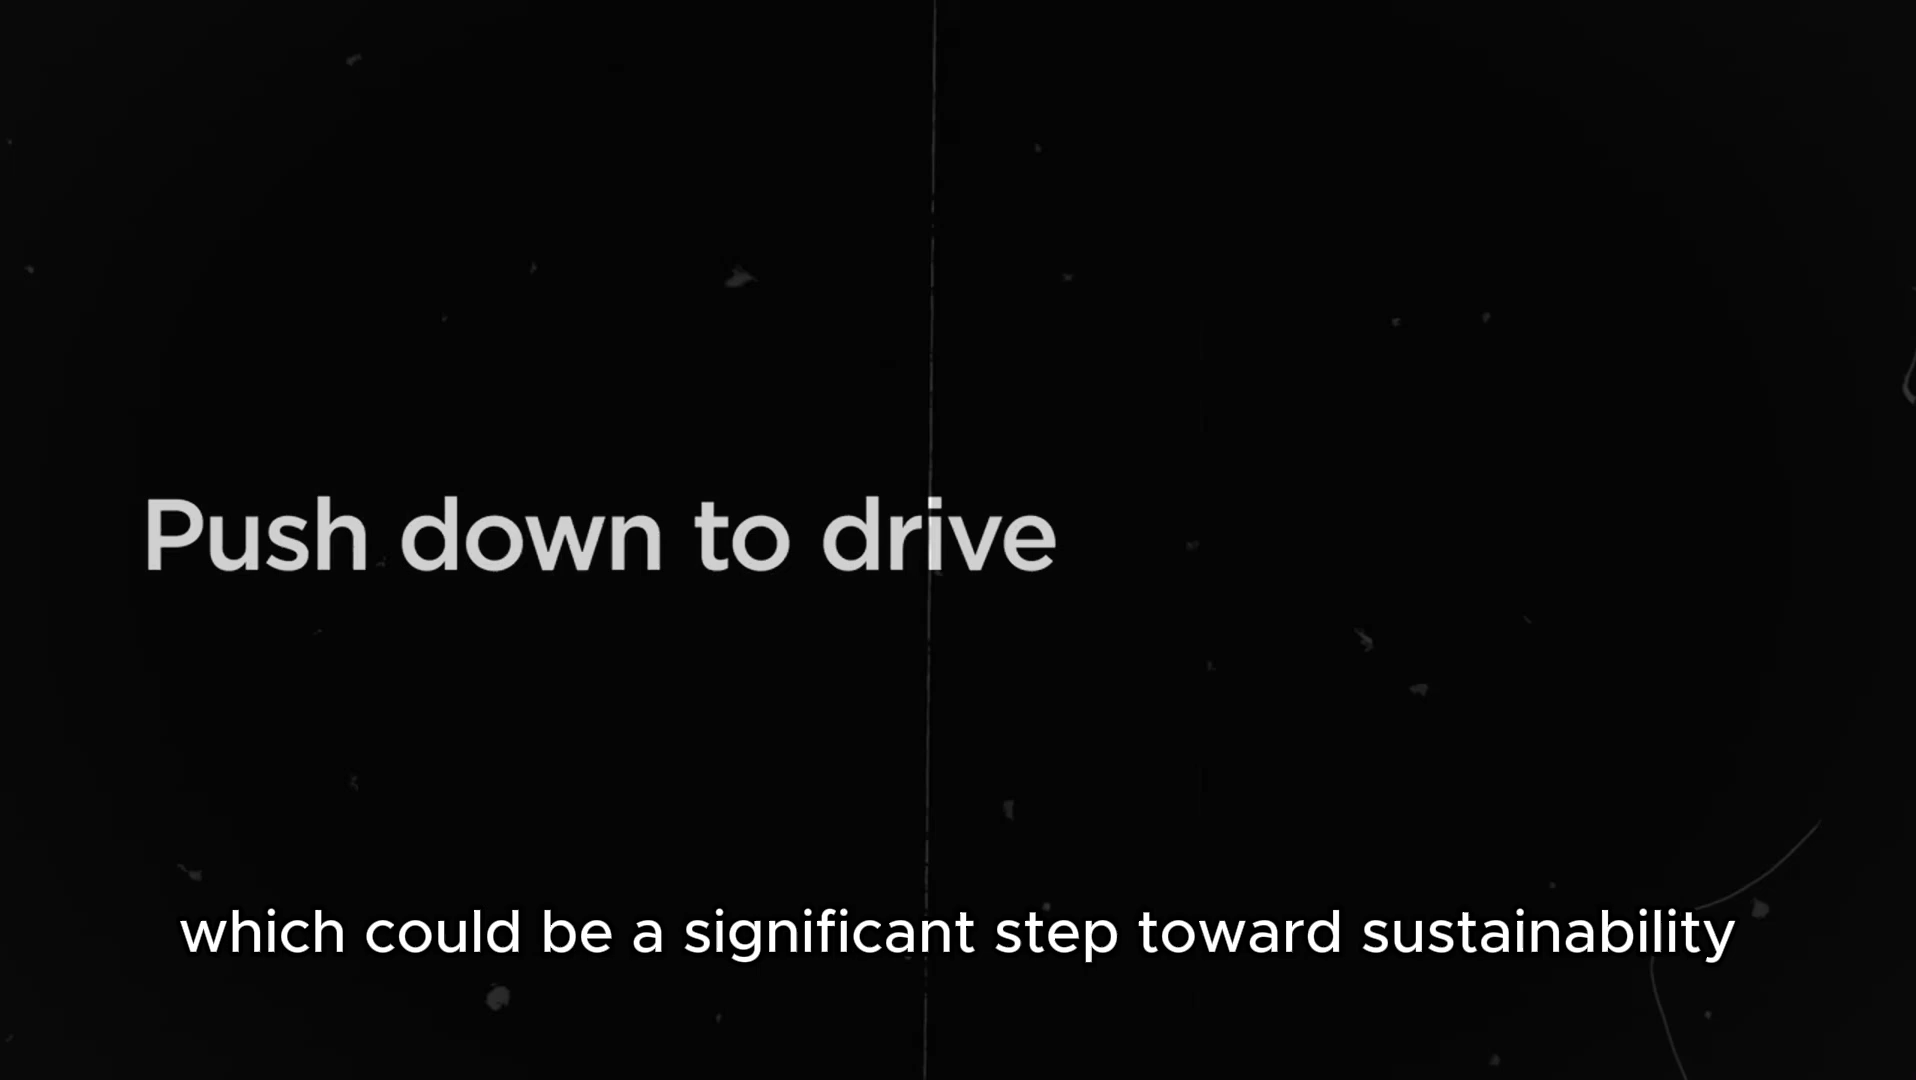 Push down to drive
which could be a significant step toward sustainability